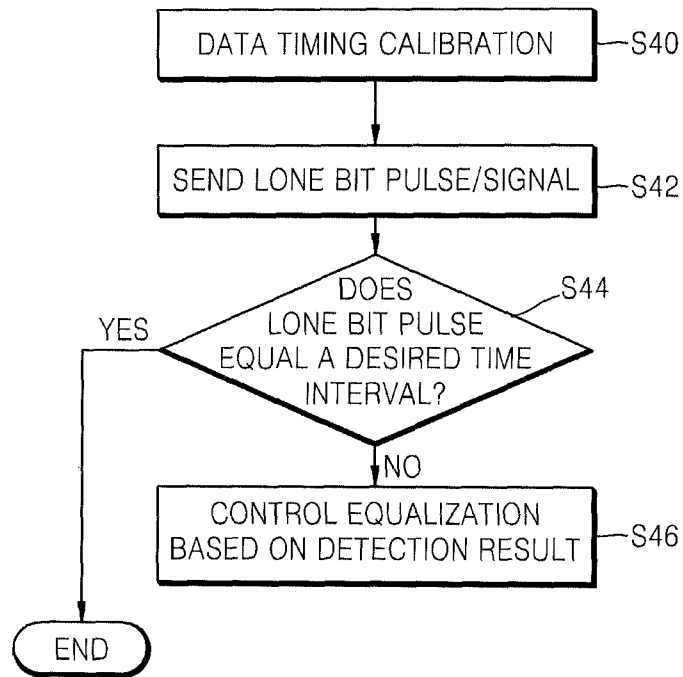 DATA TIMING CALIBRATION
S40
SEND LONE BIT PULSE/SIGNAL
S42
DOES
LONE BIT PULSE
EQUAL A DESIRED TIME
INTERVAL?
S44
YES
NO
CONTROL EQUALIZATION
BASED ON DETECTION RESULT
S46
END